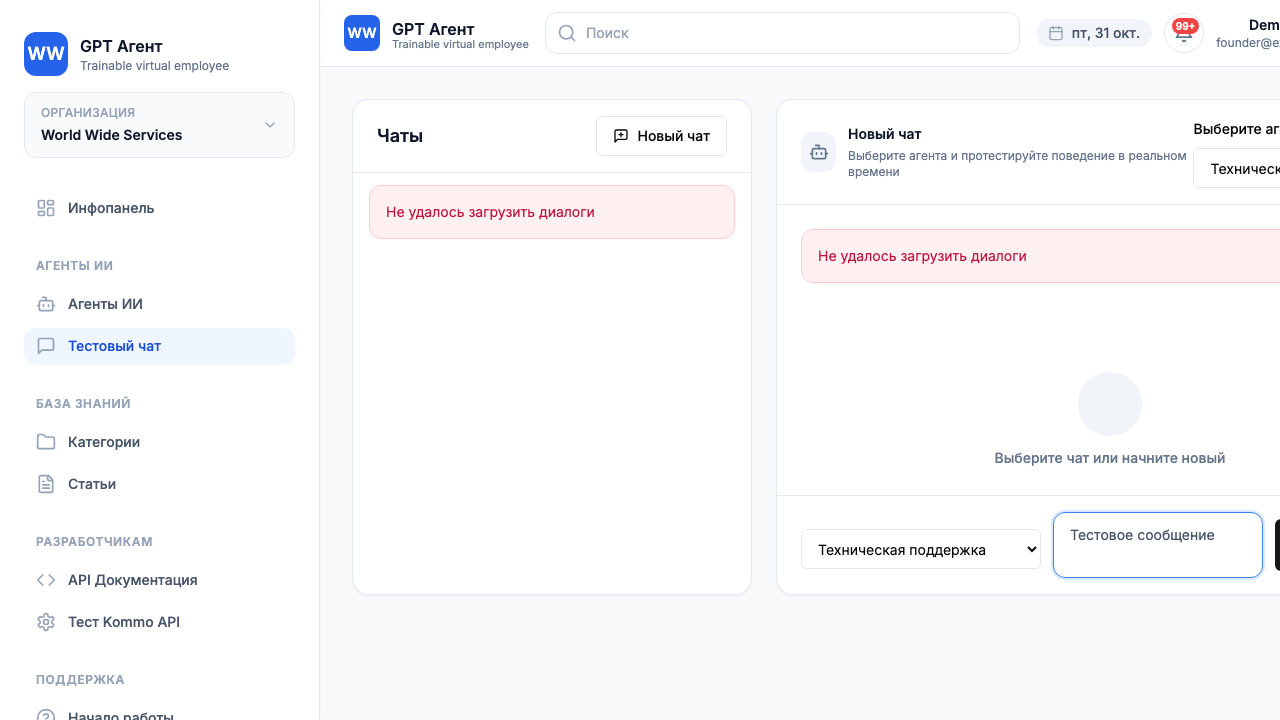 WW
GPT Агент
Trainable virtual employee
ОРГАНИЗАЦИЯ
World Wide Services
Инфопанель
АГЕНТЫ ИИ
Агенты ИИ
Тестовый чат
БАЗА ЗНАНИЙ
Категории
Статьи
РАЗРАБОТЧИКАМ
API Документация
Тест Kommo API
ПОДДЕРЖКА
Начало работы
WW
GPT Агент
Trainable virtual employee
Поиск
пт, 31 окт.
99+
Dem
founder@e
Чаты
Новый чат
Не удалось загрузить диалоги
Новый чат
Выберите агента и протестируйте поведение в реальном
времени
Выберите аг
Техническ
Не удалось загрузить диалоги
Выберите чат или начните новый
Техническая поддержка
Тестовое сообщение